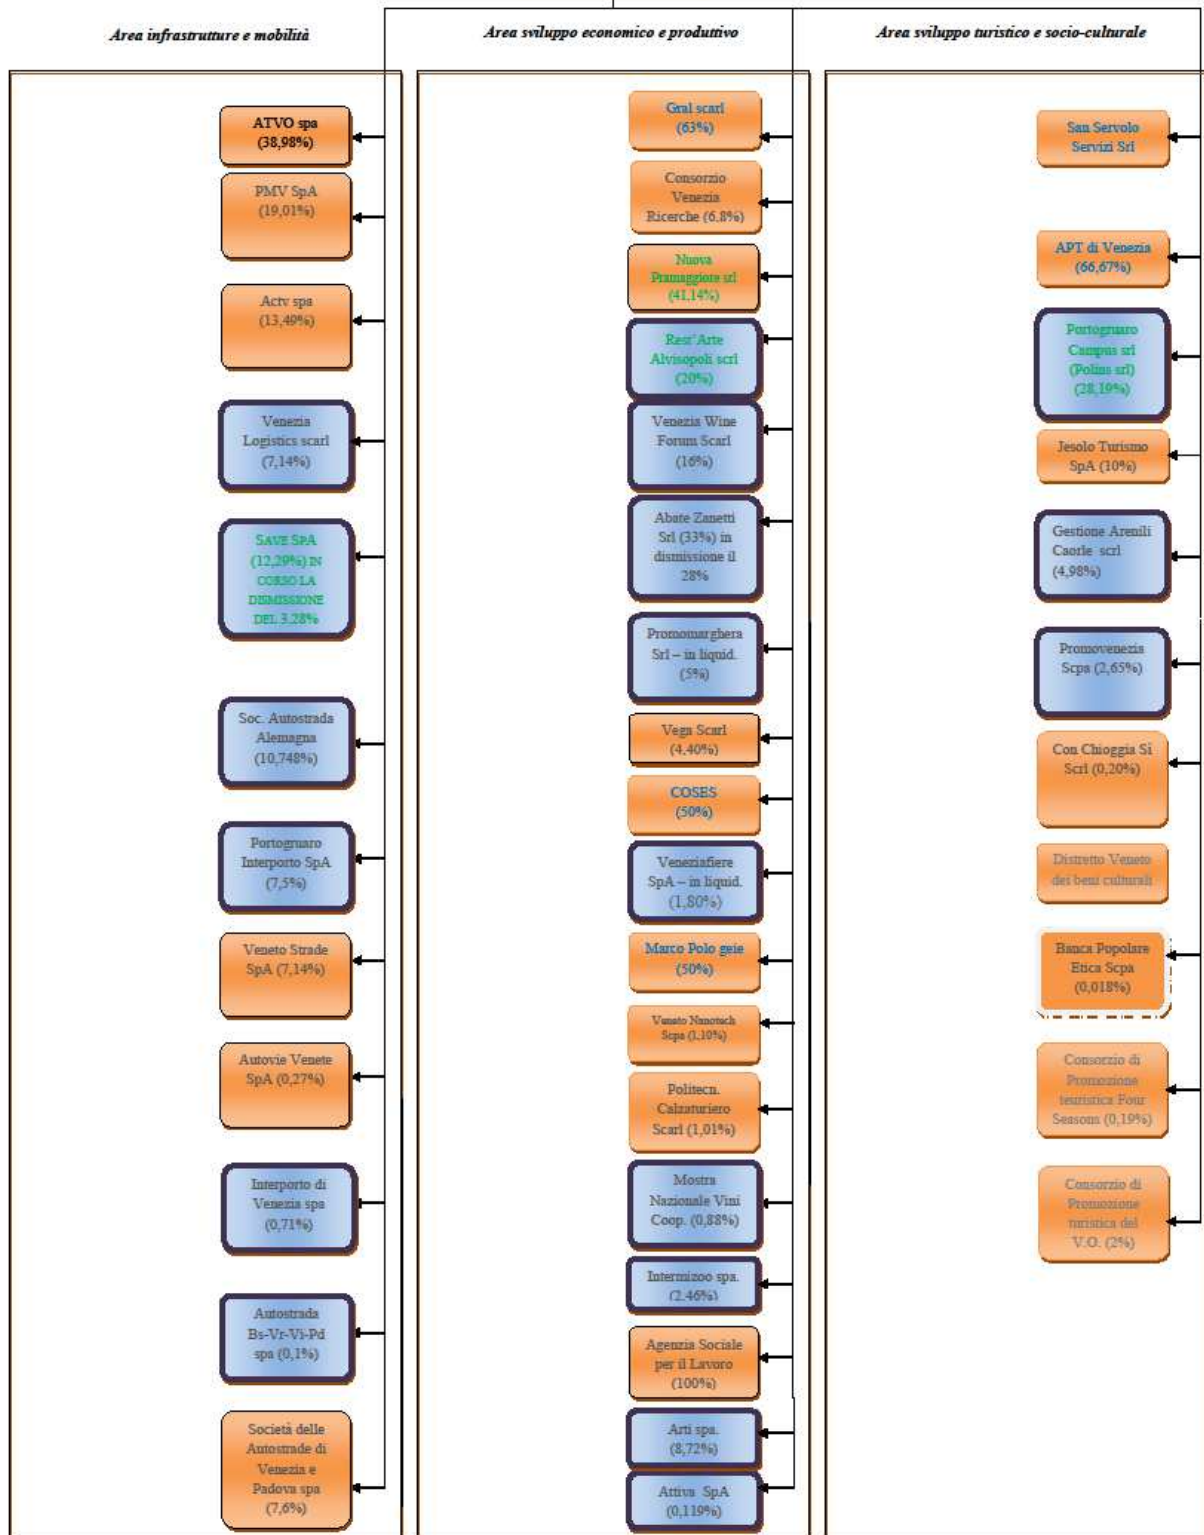 Area infrastrutture e mobilità
Area sviluppo economico e produttivo
Area sviluppo turistico e socio-culturale
ATVO spa
(38,98%)
PMV SpA
(19,01%)
Actv spa
(13,49%)
Venezia
Logistics scarl
(7,14%)
SAVE SPA
(12,29%) IN
CORSO LA
DISMISSIONE
DEL 3,28%
Soc. Autostrada
Alemagna
(10,748%)
Portogruaro
Interporto SpA
(7,5%)
Veneto Strade
SpA (7,14%)
Autovie Venete
SpA (0,27%)
Interporto di
Venezia spa
(0,71%)
Autostrada
Bs-Vr-Vi-Pd
spa (0,1%)
Società delle
Autostrade di
Venezia e
Padova spa
(7,6%)
Gral scarl
(63%)
Consorzio
Venezia
Ricerche (6,8%)
Nuova
Pramaggiore srl
(41,14%)
Rest'Arte
Alvisopoli scrl
(20%)
Venezia Wine
Forum Scarl
(16%)
Abate Zanetti
Srl (33%) in
dismissione il
28%
Promomarghera
Srl – in liquid.
(5%)
Vega Scarl
(4,40%)
COSES
(50%)
Veneziafiere
SpA – in liquid.
(1,80%)
Marco Polo geie
(50%)
Veneto Nanotech
Scpa (1,10%)
Politecn.
Calzaturiero
Scarl (1,01%)
Mostra
Nazionale Vini
Coop. (0,88%)
Intermizoo spa.
(2,46%)
Agenzia Sociale
per il Lavoro
(100%)
Arti spa.
(8,72%)
Attiva SpA
(0,119%)
San Servolo
Servizi Srl
APT di Venezia
(66,67%)
Portogruaro
Campus srl
(Polins srl)
(28,19%)
Jesolo Turismo
SpA (10%)
Gestione Arenili
Caorle scrl
(4,98%)
Promovenezia
Scpa (2,65%)
Con Chioggia Sì
Scrl (0,20%)
Distretto Veneto
dei beni culturali
Banca Popolare
Etica Scpa
(0,018%)
Consorzio di
Promozione
teuristica Four
Seasons (0,19%)
Consorzio di
Promozione
turistica del
V.O. (2%)